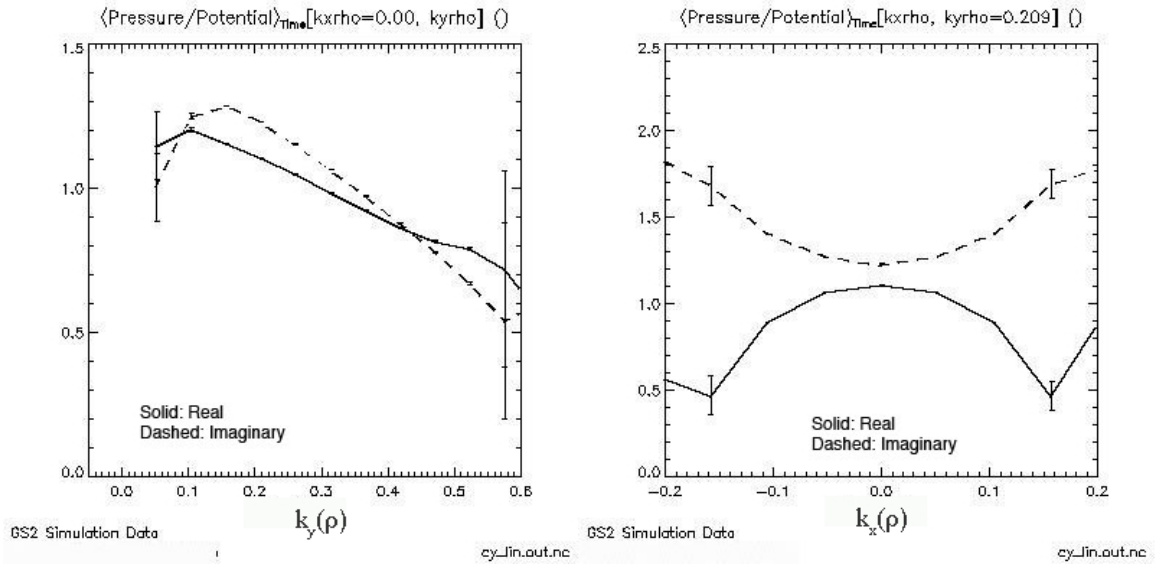 ⟨Pressure/Potential⟩Time[kxrho=0.00, kyrho] ()
1.5
1.0
0.5
0.0
0.0 0.1 0.2 0.3 0.4 0.5 0.6
Solid: Real
Dashed: Imaginary
ky(ρ)
GS2 Simulation Data
cy_lin.out.nc
⟨Pressure/Potential⟩Time[kxrho, kyrho=0.209] ()
2.5
2.0
1.5
1.0
0.5
0.0
-0.2 -0.1 0.0 0.1 0.2
Solid: Real
Dashed: Imaginary
kx(ρ)
GS2 Simulation Data
cy_lin.out.nc